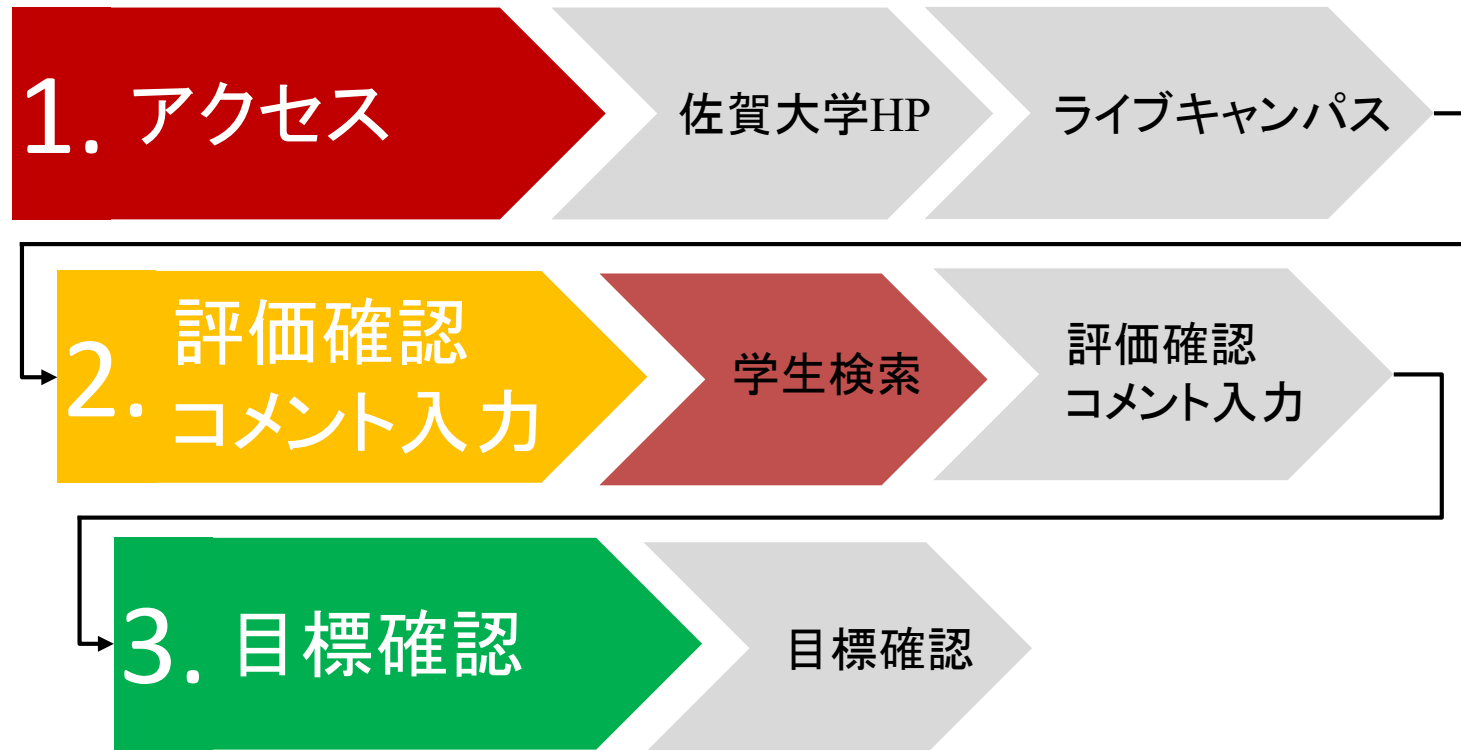 1. アクセス
佐賀大学HP
ライブキャンパス
2. 評価確認
コメント入力
学生検索
評価確認
コメント入力
3. 目標確認
目標確認